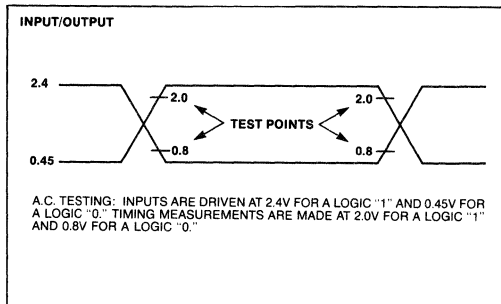 INPUT/OUTPUT
2.4
2.0
2.0
TEST POINTS
0.8
0.8
0.45
A.C. TESTING: INPUTS ARE DRIVEN AT 2.4V FOR A LOGIC "1" AND 0.45V FOR
A LOGIC "0." TIMING MEASUREMENTS ARE MADE AT 2.0V FOR A LOGIC "1"
AND 0.8V FOR A LOGIC "0."